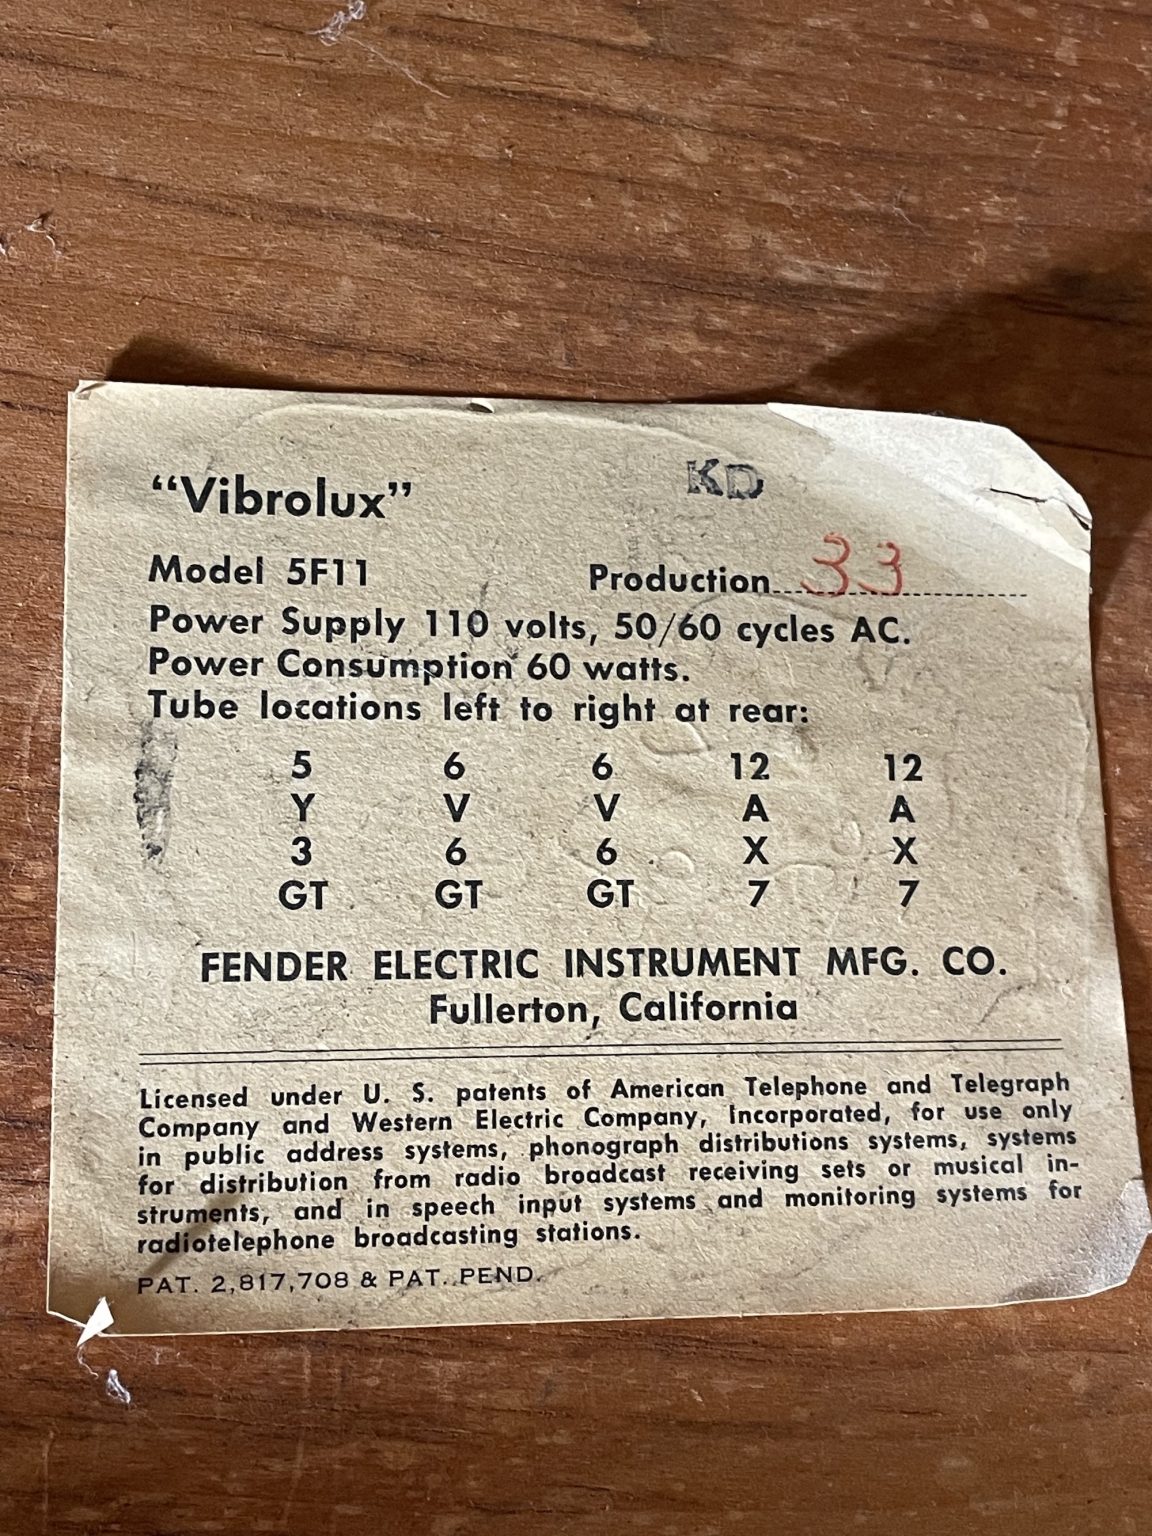 “Vibrolux”
KD
Model 5F11 Production 33
Power Supply 110 volts, 50/60 cycles AC.
Power Consumption 60 watts.
Tube locations left to right at rear:
5 6 6 12 12
Y V V A A
3 6 6 X X
GT GT GT 7 7
FENDER ELECTRIC INSTRUMENT MFG. CO.
Fullerton, California
Licensed under U. S. patents of American Telephone and Telegraph
Company and Western Electric Company, Incorporated, for use only
in public address systems, phonograph distributions systems, systems
for distribution from radio broadcast receiving sets or musical in-
struments, and in speech input systems and monitoring systems for
radiotelephone broadcasting stations.
PAT. 2,817,708 & PAT. PEND.